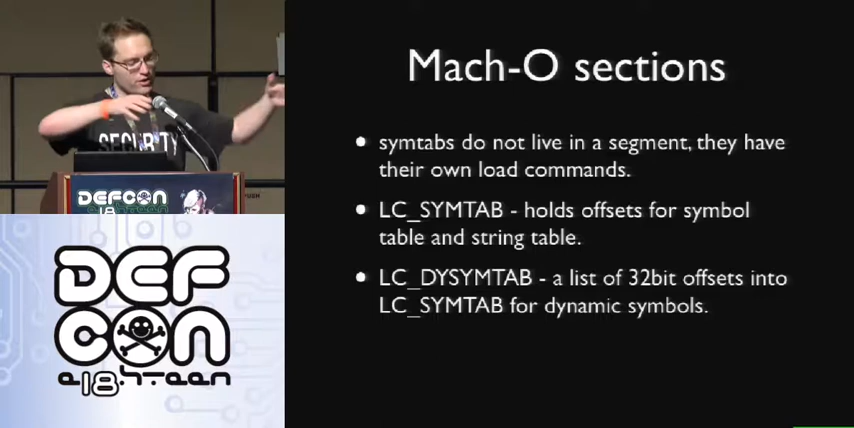 Mach-O sections
symtabs do not live in a segment, they have
their own load commands.
LC_SYMTAB - holds offsets for symbol
table and string table.
LC_DYSYMTAB - a list of 32bit offsets into
LC_SYMTAB for dynamic symbols.
SECURITY
DEFCON
PUSH
DEF
CON
e18hteen